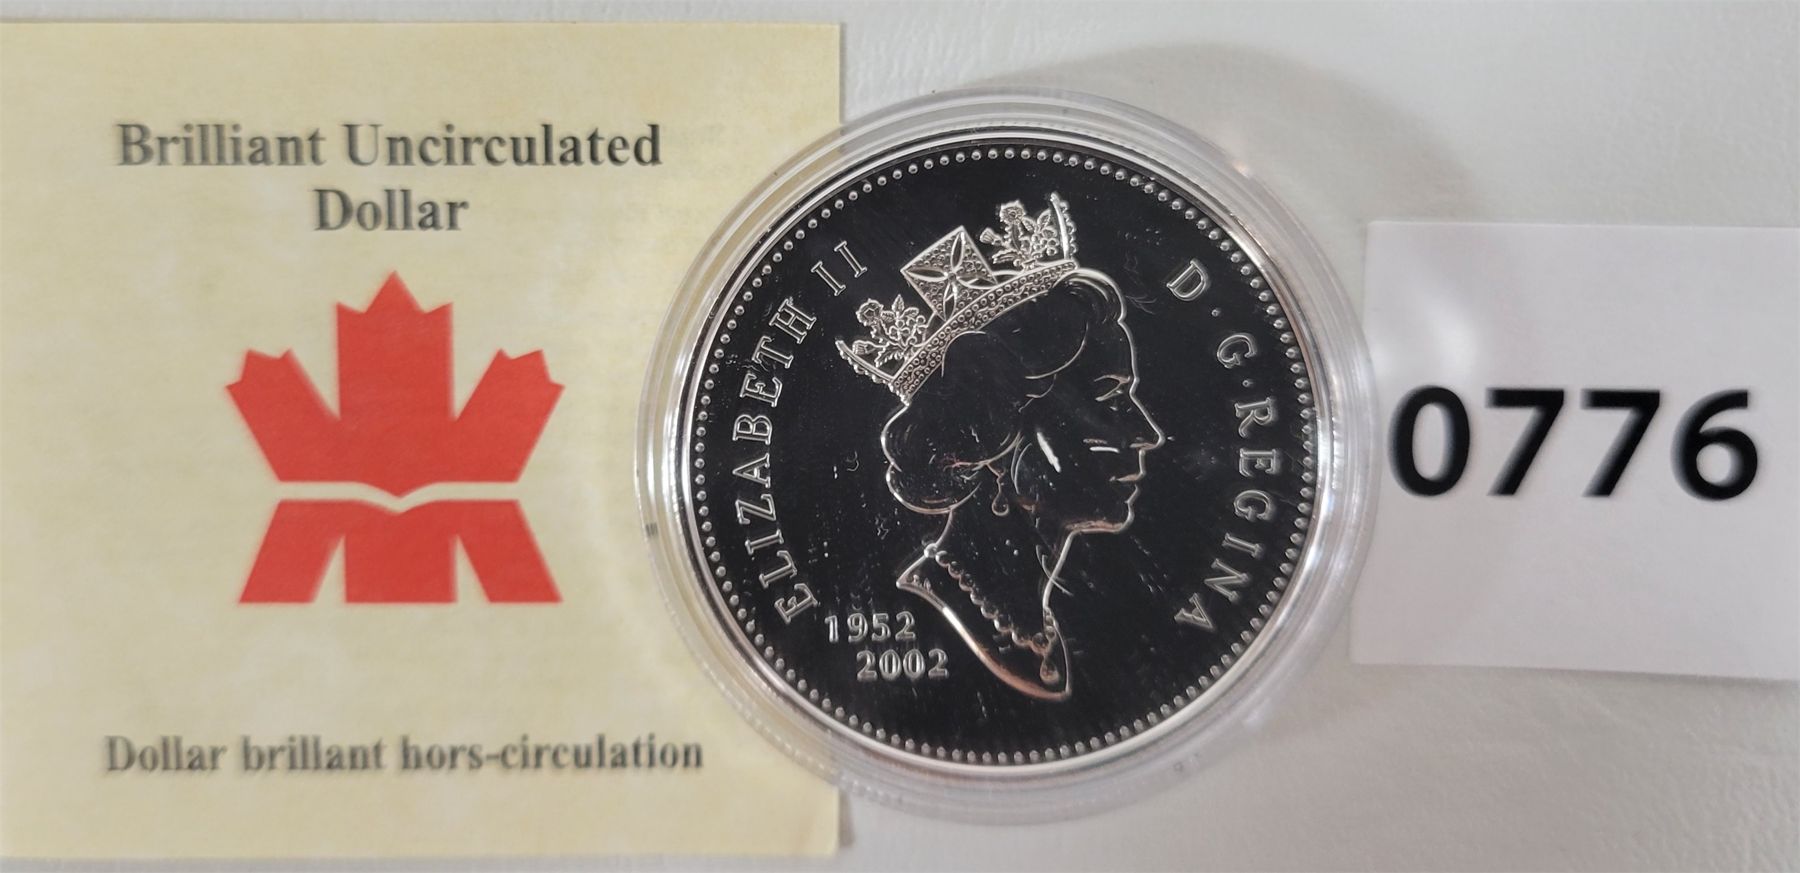 Brilliant Uncirculated
Dollar
Dollar brillant hors-circulation
ELIZABETH II D·G·REGINA
1952
2002
0776